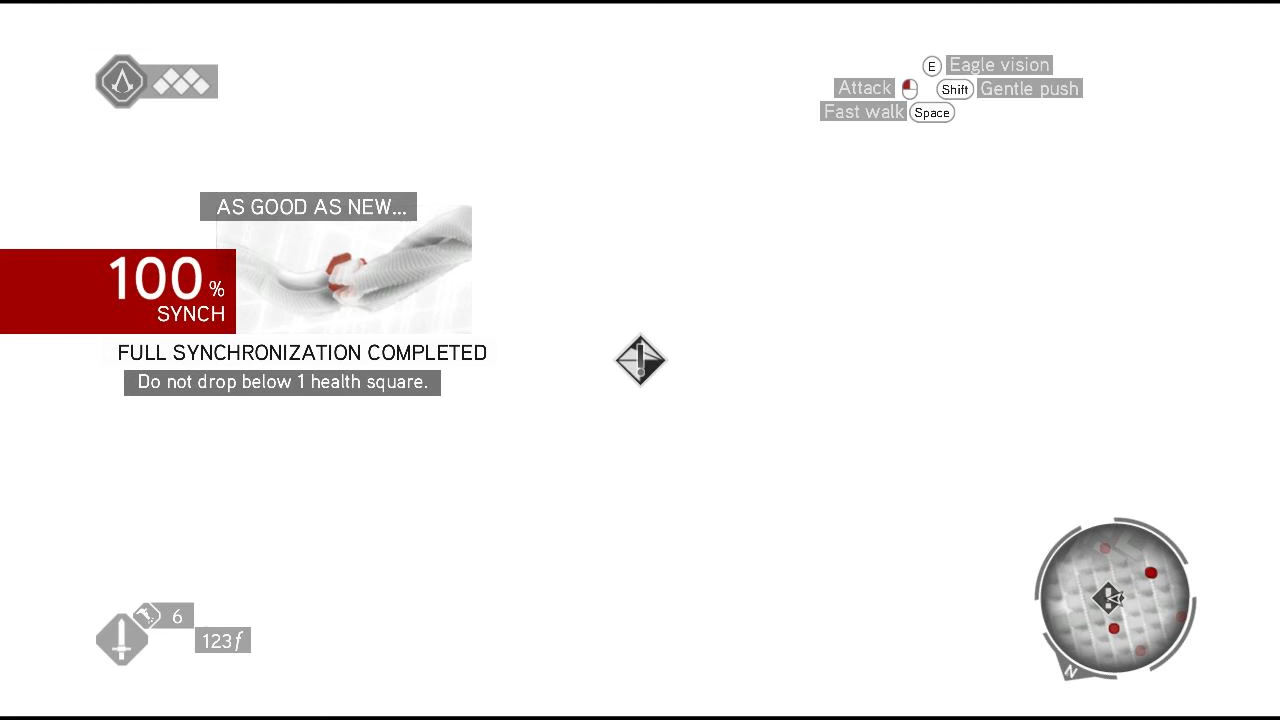 E Eagle vision
Attack Shift Gentle push
Fast walk Space
AS GOOD AS NEW...
100 %
SYNCH
FULL SYNCHRONIZATION COMPLETED
Do not drop below 1 health square.
6
123ƒ
N